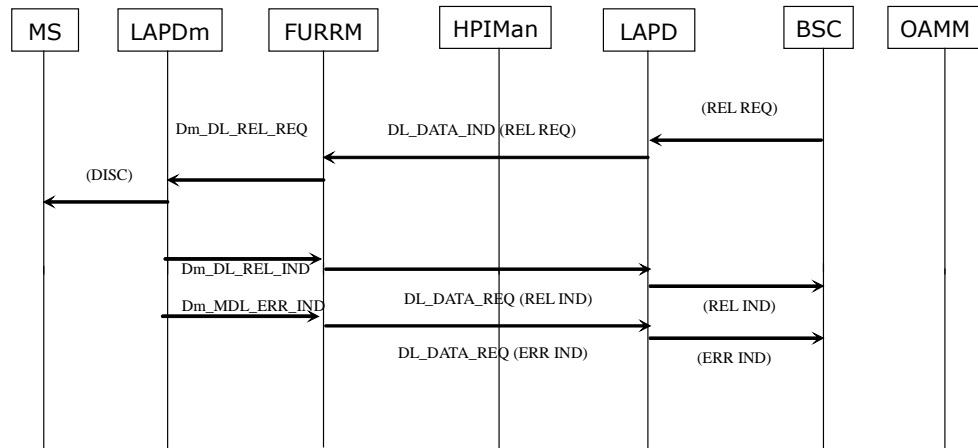 MS
LAPDm
FURRM
HPIMan
LAPD
BSC
OAMM
(REL REQ)
Dm_DL_REL_REQ
DL_DATA_IND (REL REQ)
(DISC)
Dm_DL_REL_IND
DL_DATA_REQ (REL IND)
(REL IND)
Dm_MDL_ERR_IND
DL_DATA_REQ (ERR IND)
(ERR IND)